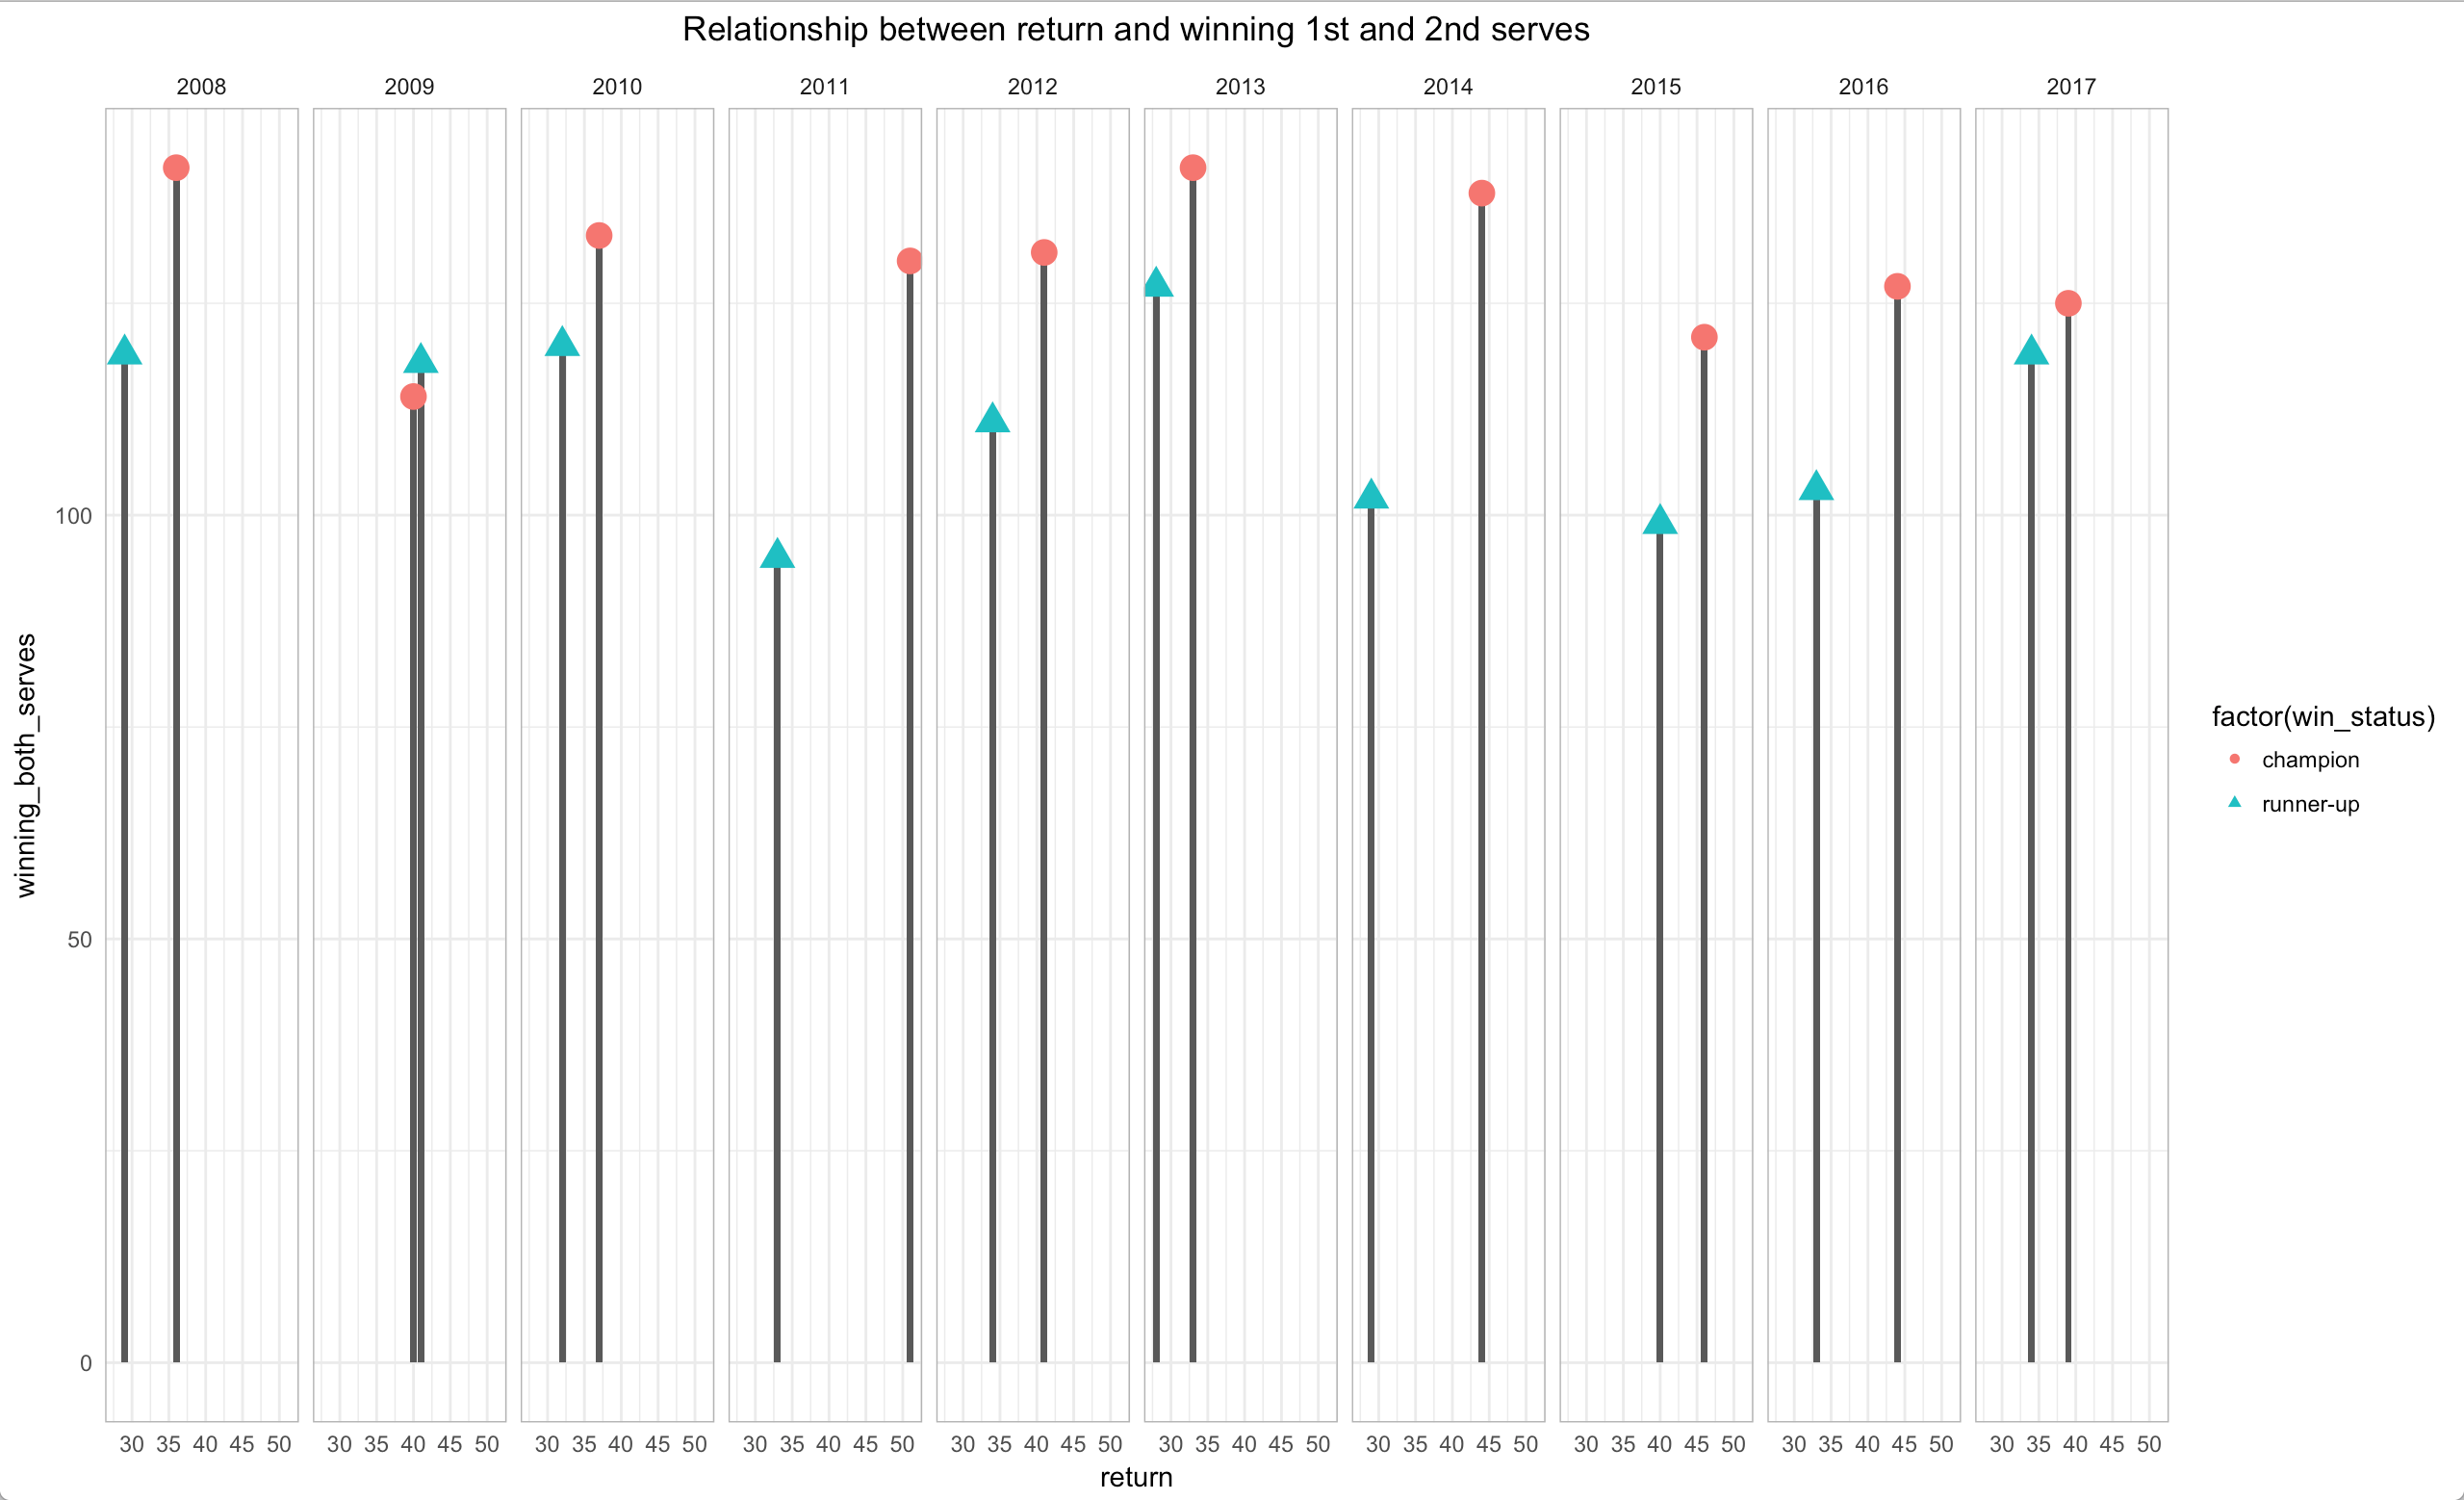 Relationship between return and winning 1st and 2nd serves
2008 2009 2010 2011 2012 2013 2014 2015 2016 2017
winning_both_serves
100
50
0
factor(win_status)
champion
runner-up
30 35 40 45 50 30 35 40 45 50 30 35 40 45 50 30 35 40 45 50 30 35 40 45 50 30 35 40 45 50 30 35 40 45 50 30 35 40 45 50 30 35 40 45 50 30 35 40 45 50
return